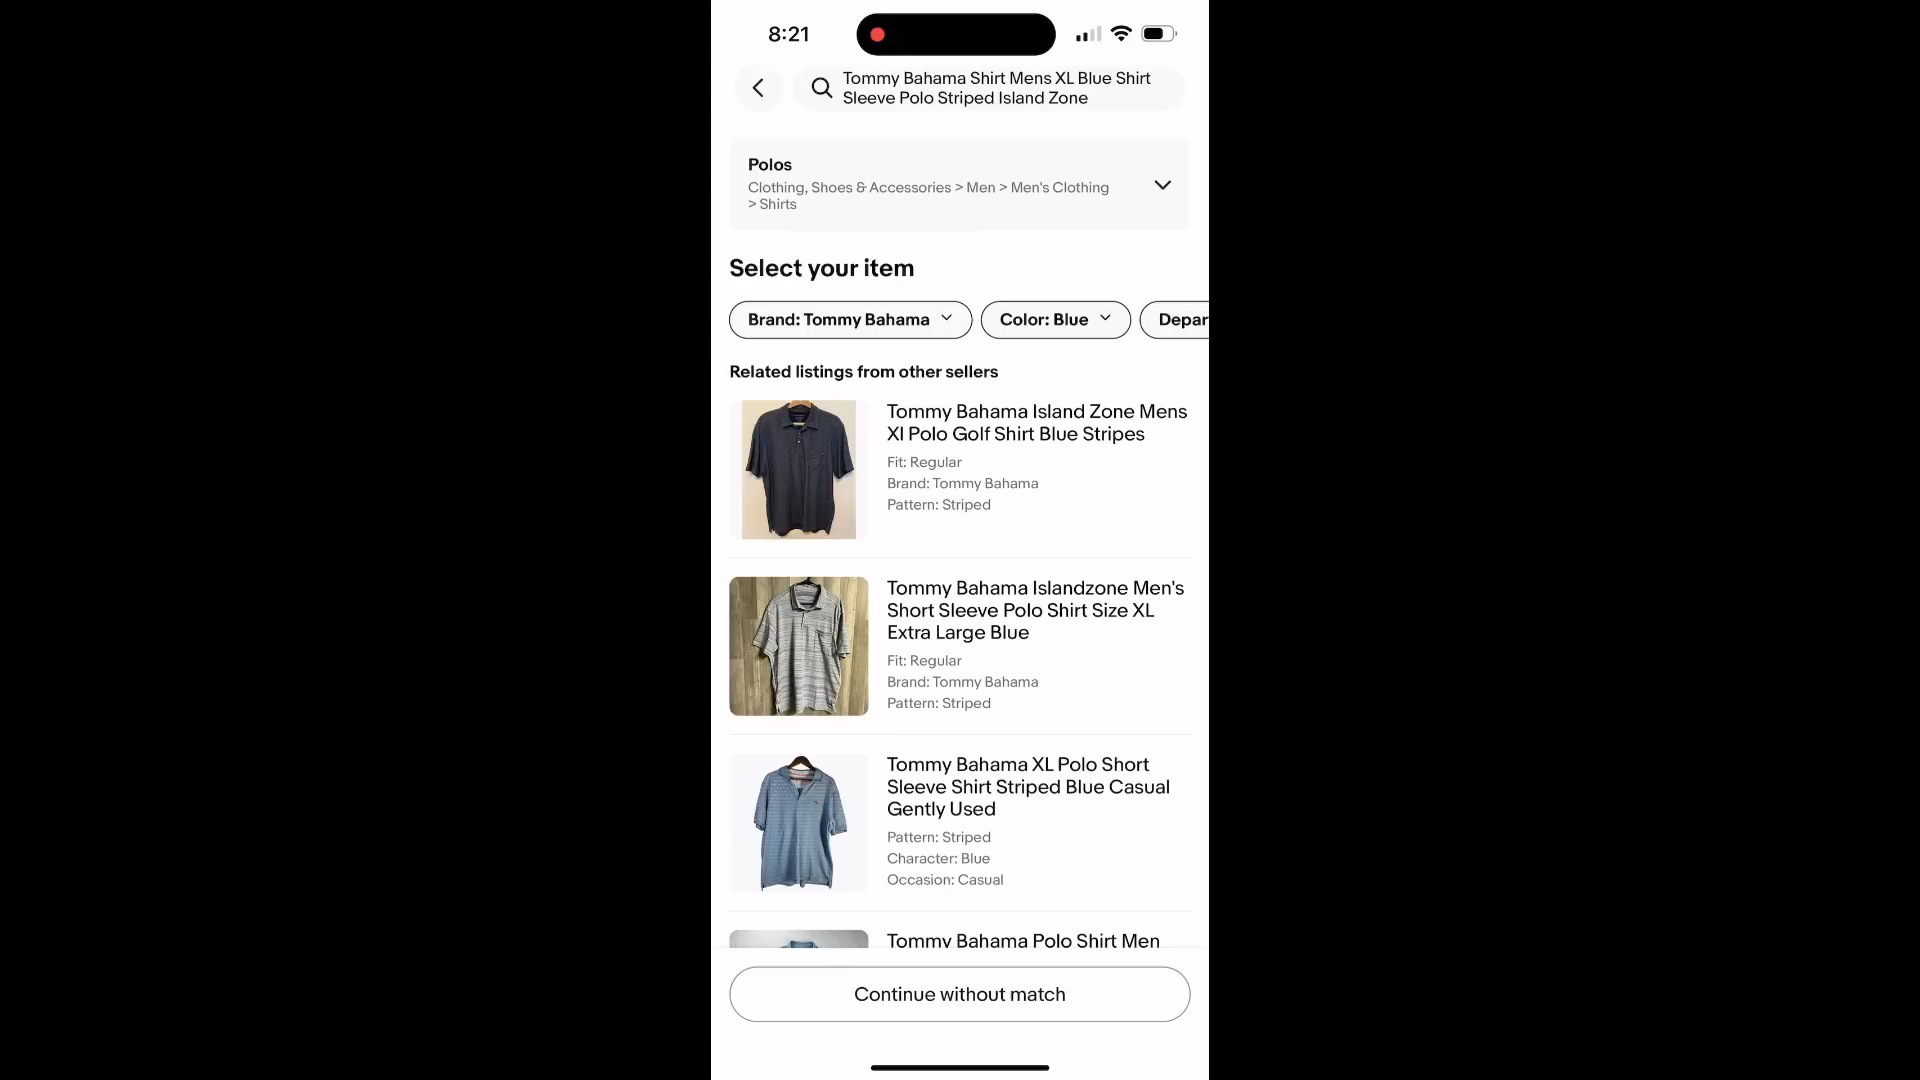 8:21
Tommy Bahama Shirt Mens XL Blue Shirt
Sleeve Polo Striped Island Zone
Polos
Clothing, Shoes & Accessories > Men > Men's Clothing
> Shirts
Select your item
Brand: Tommy Bahama
Color: Blue
Depar
Related listings from other sellers
Tommy Bahama Island Zone Mens
Xl Polo Golf Shirt Blue Stripes
Fit: Regular
Brand: Tommy Bahama
Pattern: Striped
Tommy Bahama Islandzone Men's
Short Sleeve Polo Shirt Size XL
Extra Large Blue
Fit: Regular
Brand: Tommy Bahama
Pattern: Striped
Tommy Bahama XL Polo Short
Sleeve Shirt Striped Blue Casual
Gently Used
Pattern: Striped
Character: Blue
Occasion: Casual
Tommy Bahama Polo Shirt Men
Continue without match